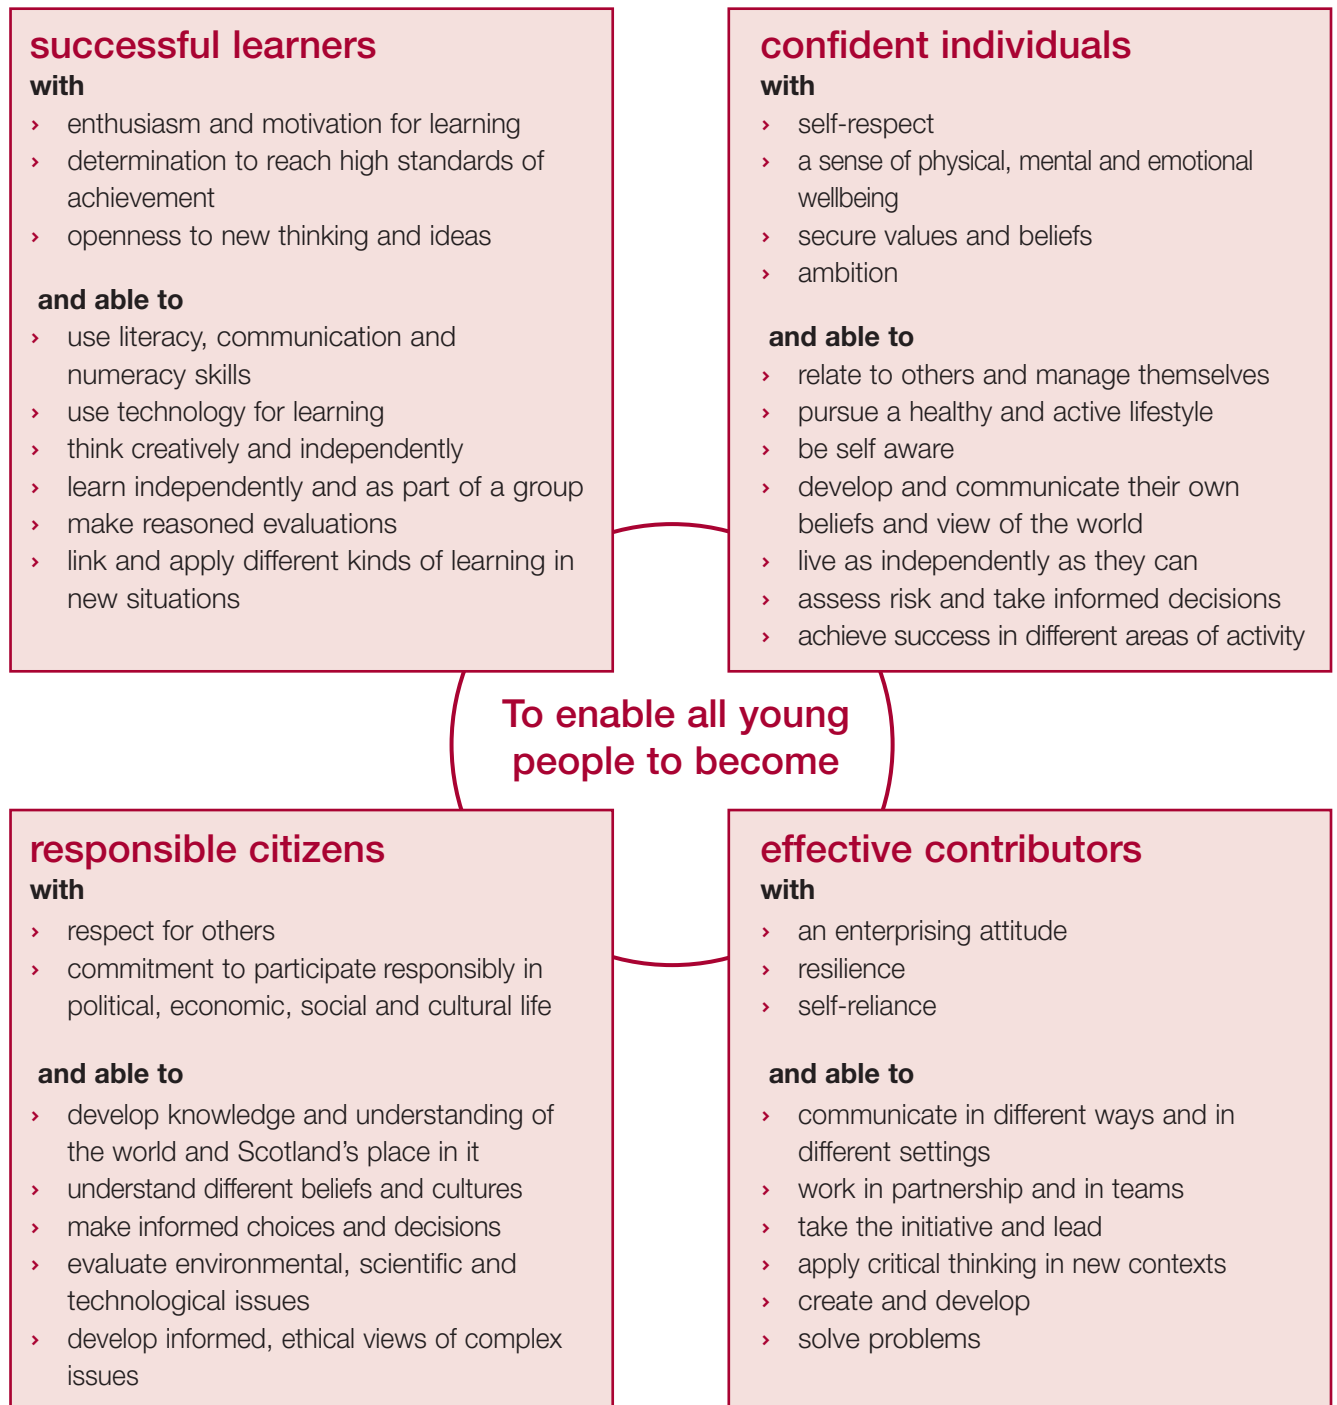 successful learners
with
› enthusiasm and motivation for learning
› determination to reach high standards of
achievement
› openness to new thinking and ideas
and able to
› use literacy, communication and
numeracy skills
› use technology for learning
› think creatively and independently
› learn independently and as part of a group
› make reasoned evaluations
› link and apply different kinds of learning in
new situations
confident individuals
with
› self-respect
› a sense of physical, mental and emotional
wellbeing
› secure values and beliefs
› ambition
and able to
› relate to others and manage themselves
› pursue a healthy and active lifestyle
› be self aware
› develop and communicate their own
beliefs and view of the world
› live as independently as they can
› assess risk and take informed decisions
› achieve success in different areas of activity
To enable all young
people to become
responsible citizens
with
› respect for others
› commitment to participate responsibly in
political, economic, social and cultural life
and able to
› develop knowledge and understanding of
the world and Scotland’s place in it
› understand different beliefs and cultures
› make informed choices and decisions
› evaluate environmental, scientific and
technological issues
› develop informed, ethical views of complex
issues
effective contributors
with
› an enterprising attitude
› resilience
› self-reliance
and able to
› communicate in different ways and in
different settings
› work in partnership and in teams
› take the initiative and lead
› apply critical thinking in new contexts
› create and develop
› solve problems